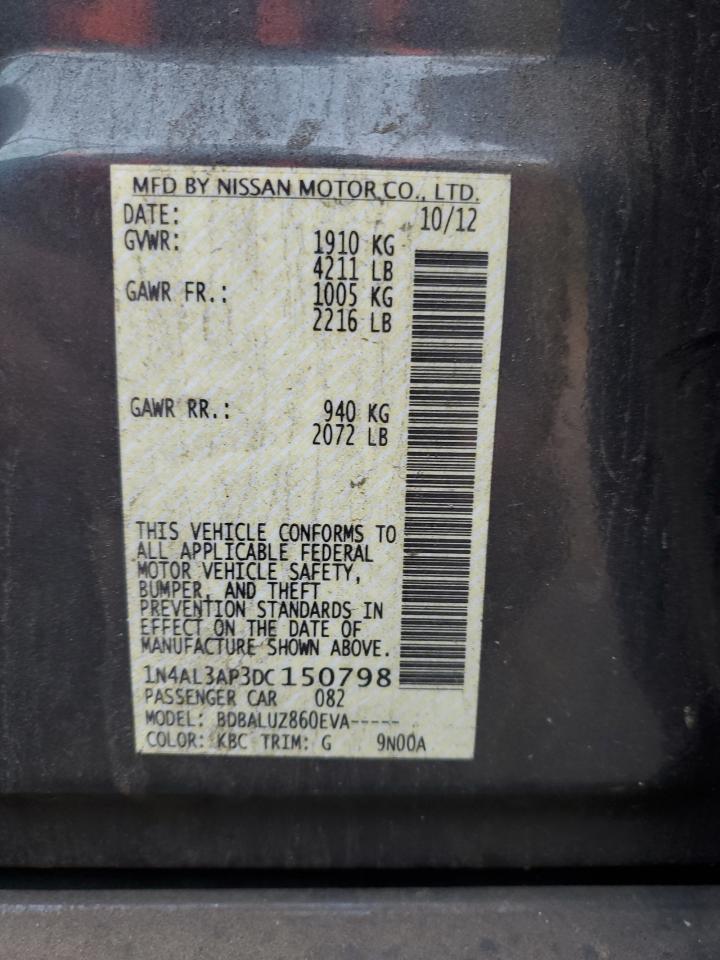 MFD BY NISSAN MOTOR CO., LTD.
DATE: 10/12
GVWR: 1910 KG
4211 LB
GAWR FR.: 1005 KG
2216 LB
GAWR RR.: 940 KG
2072 LB
THIS VEHICLE CONFORMS TO
ALL APPLICABLE FEDERAL
MOTOR VEHICLE SAFETY,
BUMPER, AND THEFT
PREVENTION STANDARDS IN
EFFECT ON THE DATE OF
MANUFACTURE SHOWN ABOVE.
1N4AL3AP3DC150798
PASSENGER CAR 082
MODEL: BDBALUZ860EVA-----
COLOR: KBC TRIM: G 9N00A